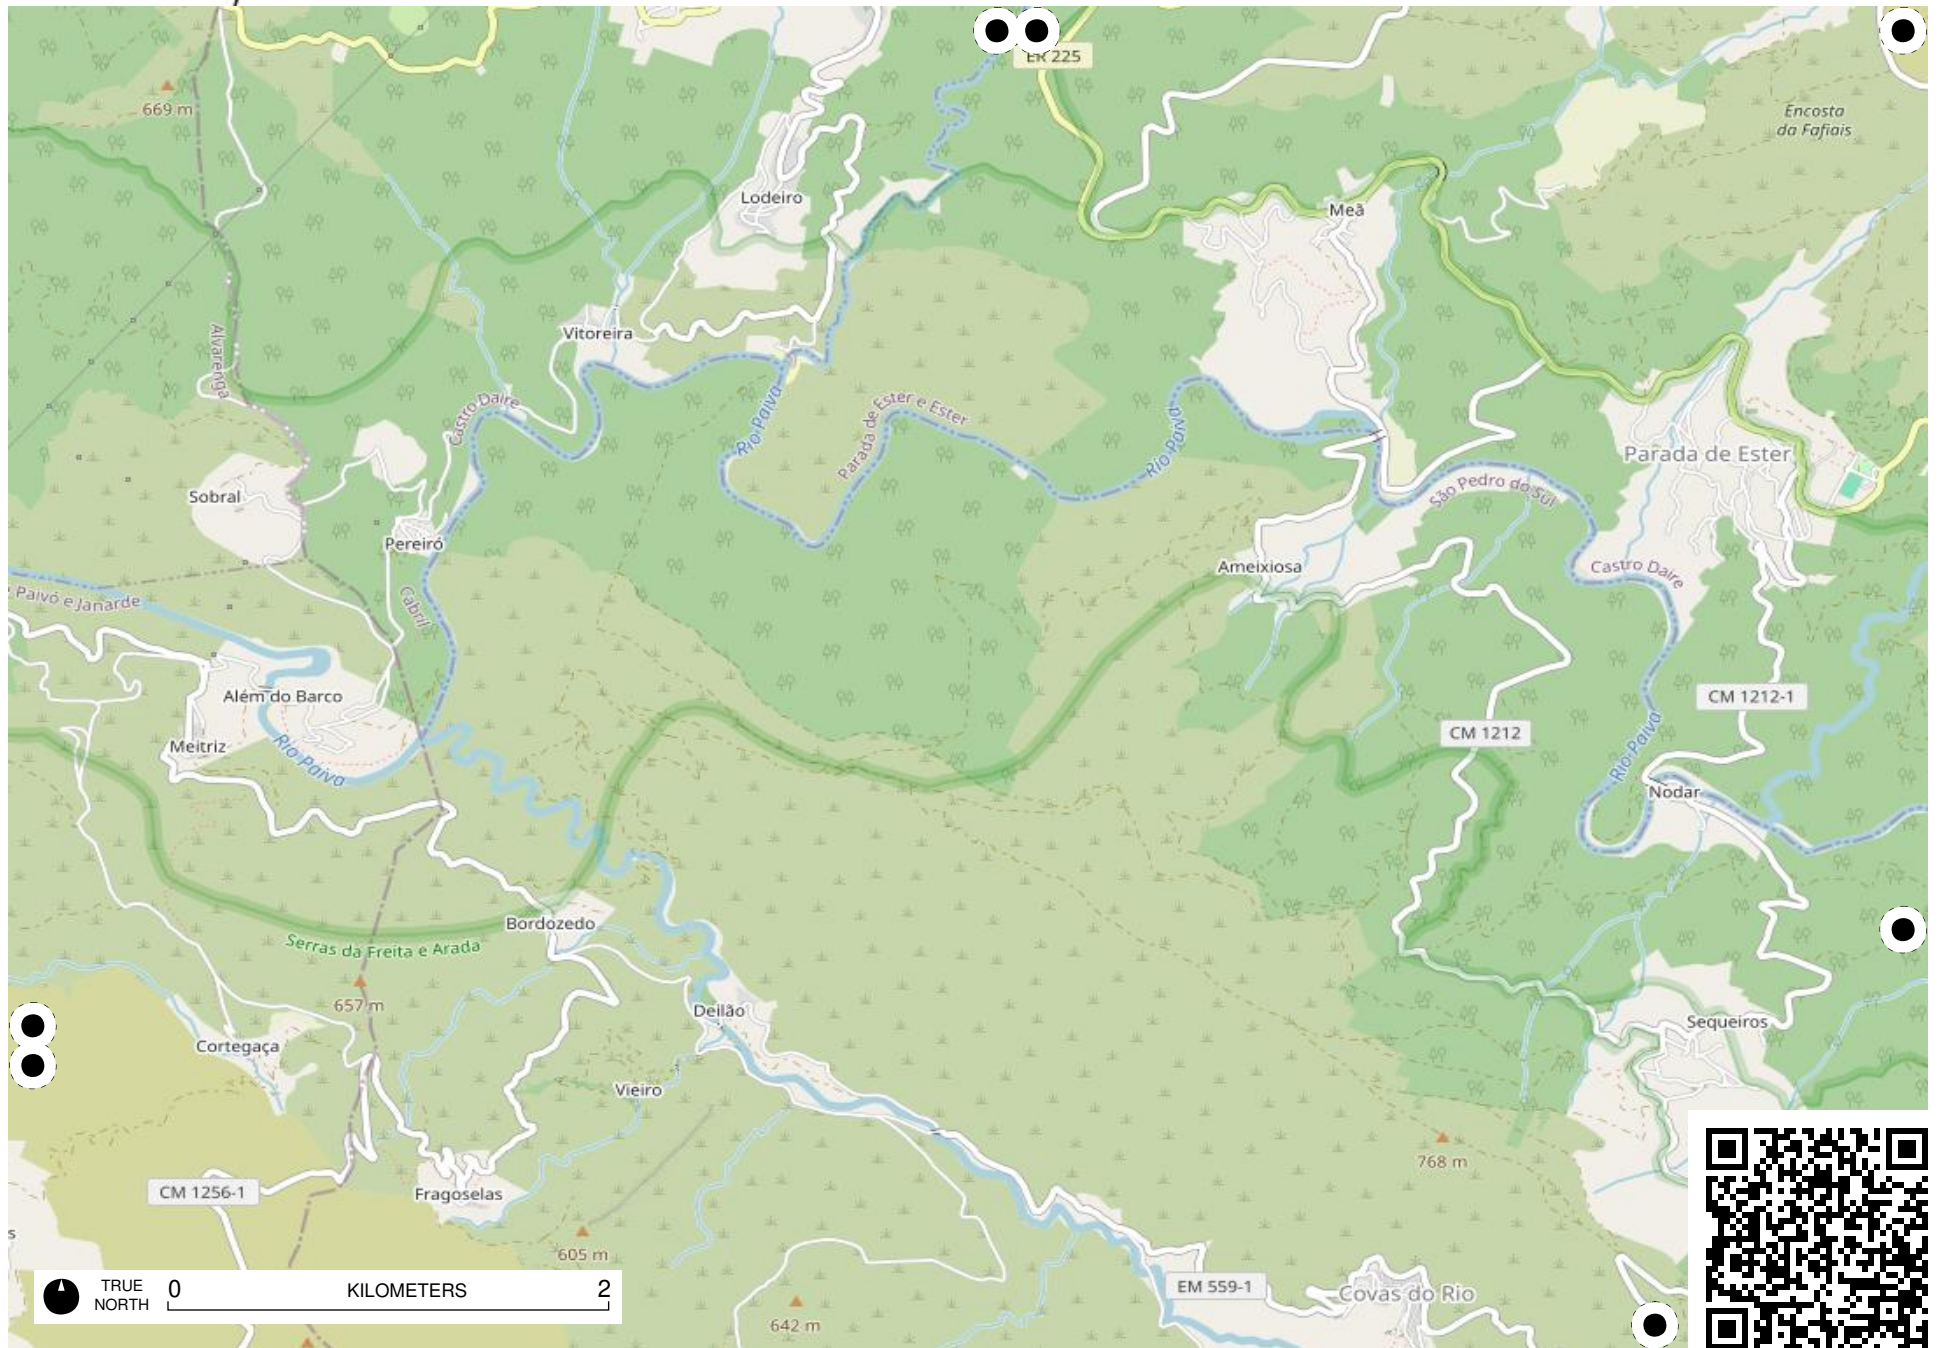 ER 225
669 m
Encosta
da Fafiais
Lodeiro
Meã
Vitoreira
Alvarenga
Castro Daire
Rio Paiva
Parada de Ester e Ester
Rio Paiva
Parada de Ester
Sobral
São Pedro do Sul
Pereiró
Ameixiosa
Castro Daire
e Paivó e Janarde
Cabril
Além do Barco
CM 1212-1
CM 1212
Meitriz
Rio Paiva
Rio Paiva
Nodar
Bordozedo
Serras da Freita e Arada
657 m
Deilão
Sequeiros
Cortegaça
Vieiro
768 m
CM 1256-1
Fragoselas
s
605 m
TRUE
NORTH
0 KILOMETERS 2
EM 559-1
Covas do Rio
642 m